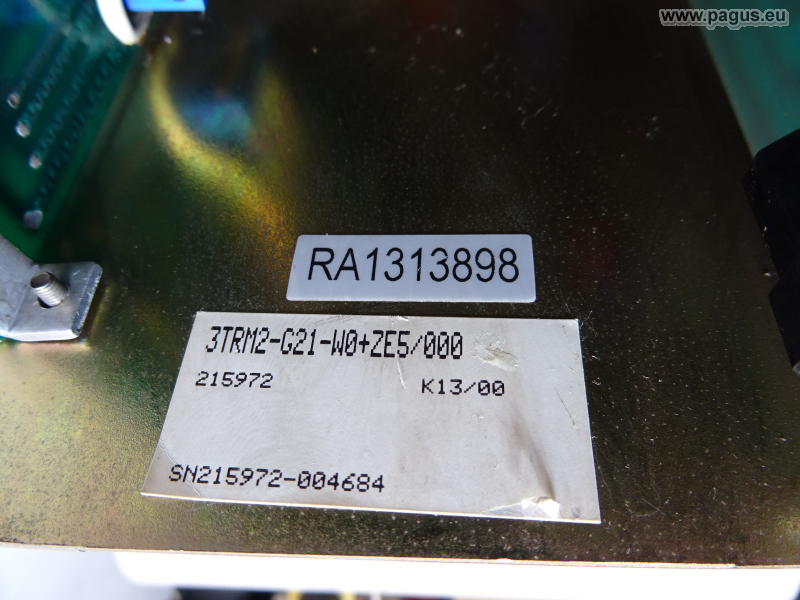 www.pagus.eu
RA1313898
3TRM2-G21-W0+ZE5/000
215972 K13/00
SN215972-004684